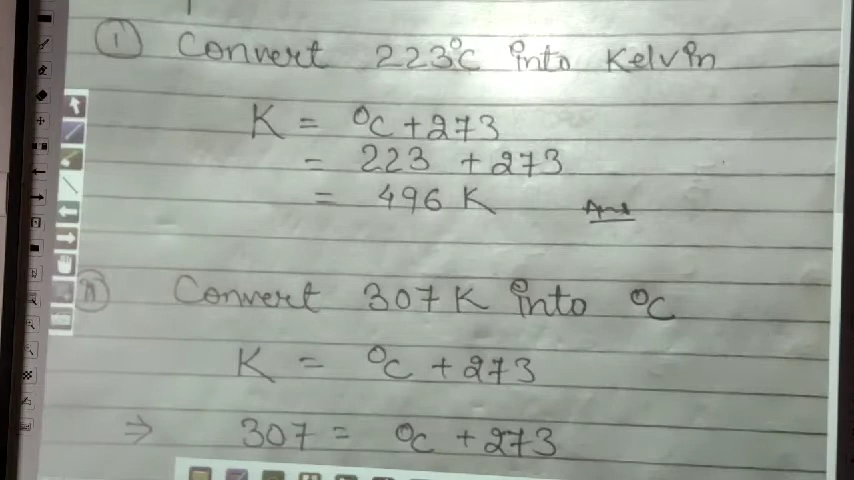 ① Convert 223°C into Kelvin
K = °C + 273
= 223 + 273
= 496 K Ans
ⓘⓘ Convert 307 K into °C
K = °C + 273
⇒ 307 = °C + 273